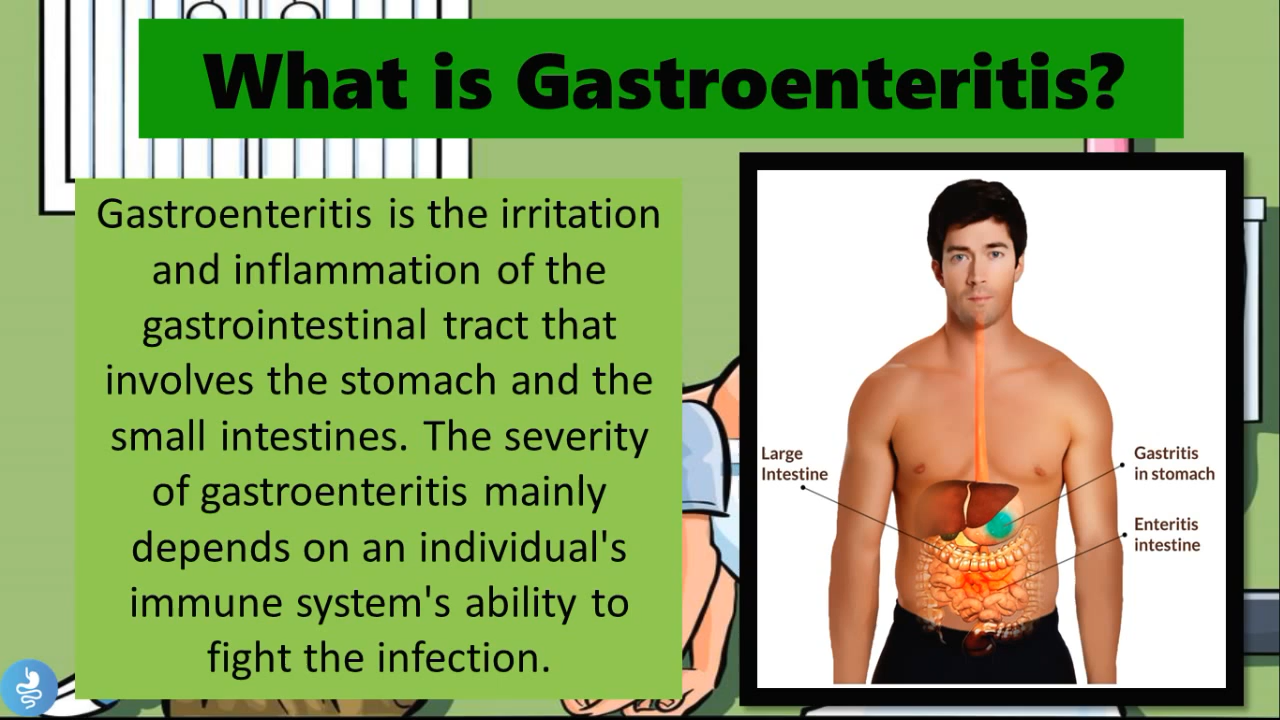 What is Gastroenteritis?
Gastroenteritis is the irritation
and inflammation of the
gastrointestinal tract that
involves the stomach and the
small intestines. The severity
of gastroenteritis mainly
depends on an individual's
immune system's ability to
fight the infection.
Large
Intestine
Gastritis
in stomach
Enteritis
intestine